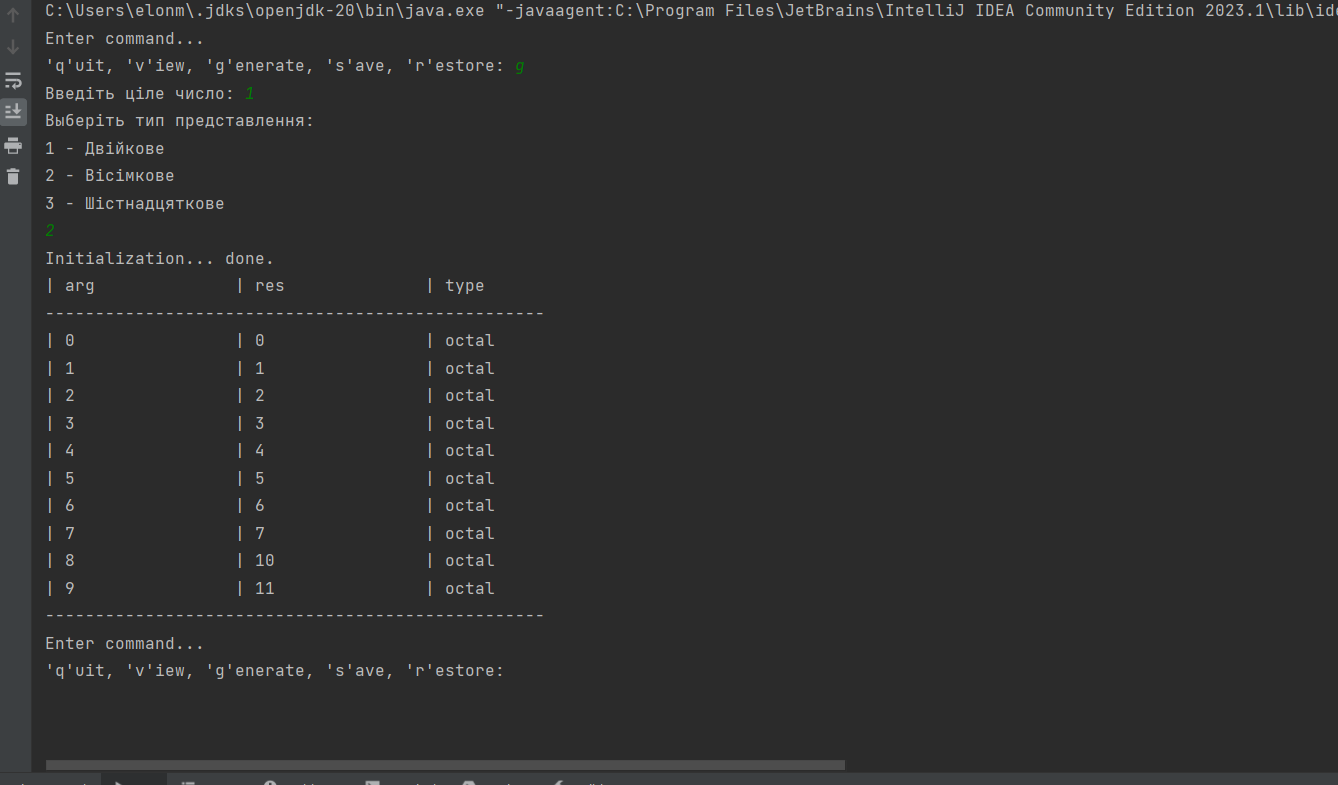 C:\Users\elonm\.jdks\openjdk-20\bin\java.exe "-javaagent:C:\Program Files\JetBrains\IntelliJ IDEA Community Edition 2023.1\lib\ide
Enter command...
'q'uit, 'v'iew, 'g'enerate, 's'ave, 'r'estore: g
Введіть ціле число: 1
Выберіть тип представлення:
1 - Двійкове
2 - Вісімкове
3 - Шістнадцяткове
2
Initialization... done.
| arg | res | type
--------------------------------------------------
| 0 | 0 | octal
| 1 | 1 | octal
| 2 | 2 | octal
| 3 | 3 | octal
| 4 | 4 | octal
| 5 | 5 | octal
| 6 | 6 | octal
| 7 | 7 | octal
| 8 | 10 | octal
| 9 | 11 | octal
--------------------------------------------------
Enter command...
'q'uit, 'v'iew, 'g'enerate, 's'ave, 'r'estore: